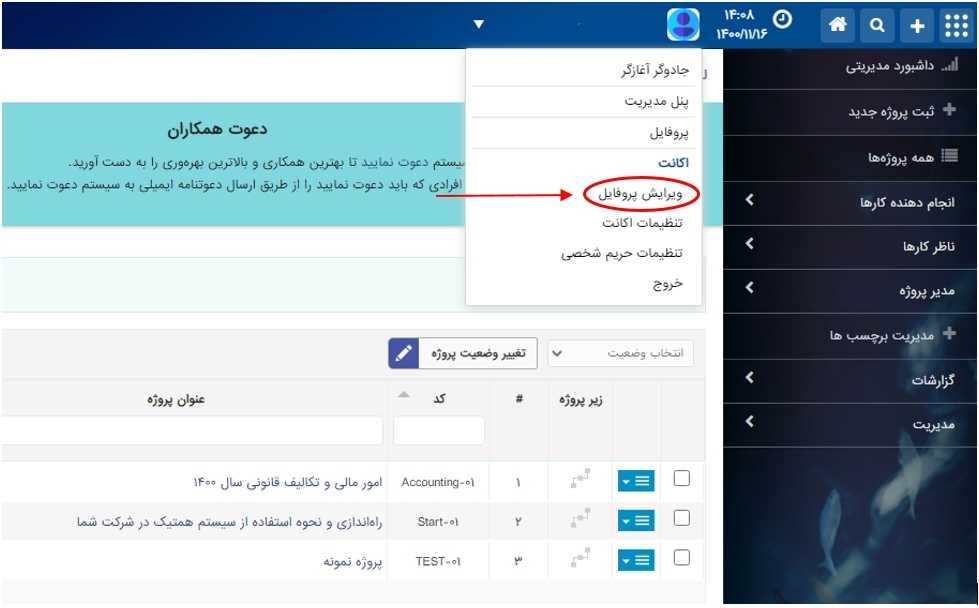 ۱۴:۰۸
۱۴۰۰/۱۱/۱۶
داشبورد مدیریتی
ثبت پروژه جدید
همه پروژه‌ها
انجام دهنده کارها
ناظر کارها
مدیر پروژه
مدیریت برچسب ها
گزارشات
مدیریت
جادوگر آغازگر
پنل مدیریت
پروفایل
اکانت
ویرایش پروفایل
تنظیمات اکانت
تنظیمات حریم شخصی
خروج
دعوت همکاران
سیستم دعوت نمایید تا بهترین همکاری و بالاترین بهره‌وری را به دست آورید.
افرادی که باید دعوت نمایید را از طریق ارسال دعوتنامه ایمیلی به سیستم دعوت نمایید.
انتخاب وضعیت
تغییر وضعیت پروژه
زیر پروژه # کد عنوان پروژه
۱ Accounting-۰۱ امور مالی و تکالیف قانونی سال ۱۴۰۰
۲ Start-۰۱ راه‌اندازی و نحوه استفاده از سیستم همتیک در شرکت شما
۳ TEST-۰۱ پروژه نمونه